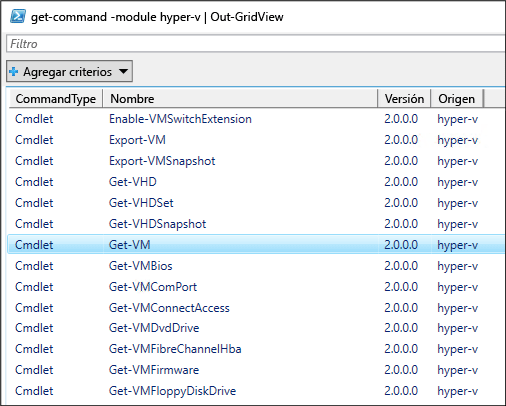 get-command -module hyper-v | Out-GridView
Filtro
Agregar criterios
CommandType Nombre Versión Origen
Cmdlet Enable-VMSwitchExtension 2.0.0.0 hyper-v
Cmdlet Export-VM 2.0.0.0 hyper-v
Cmdlet Export-VMSnapshot 2.0.0.0 hyper-v
Cmdlet Get-VHD 2.0.0.0 hyper-v
Cmdlet Get-VHDSet 2.0.0.0 hyper-v
Cmdlet Get-VHDSnapshot 2.0.0.0 hyper-v
Cmdlet Get-VM 2.0.0.0 hyper-v
Cmdlet Get-VMBios 2.0.0.0 hyper-v
Cmdlet Get-VMComPort 2.0.0.0 hyper-v
Cmdlet Get-VMConnectAccess 2.0.0.0 hyper-v
Cmdlet Get-VMDvdDrive 2.0.0.0 hyper-v
Cmdlet Get-VMFibreChannelHba 2.0.0.0 hyper-v
Cmdlet Get-VMFirmware 2.0.0.0 hyper-v
Cmdlet Get-VMFloppyDiskDrive 2.0.0.0 hyper-v